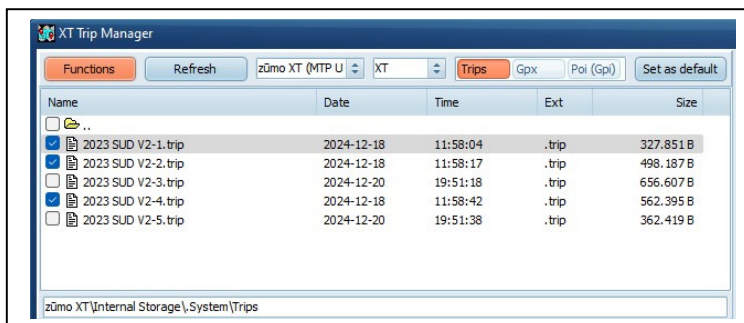 XT Trip Manager
Functions Refresh zūmo XT (MTP U XT Trips Gpx Poi (Gpi) Set as default
Name Date Time Ext Size
..
2023 SUD V2-1.trip 2024-12-18 11:58:04 .trip 327.851 B
2023 SUD V2-2.trip 2024-12-18 11:58:17 .trip 498.187 B
2023 SUD V2-3.trip 2024-12-20 19:51:18 .trip 656.607 B
2023 SUD V2-4.trip 2024-12-18 11:58:42 .trip 562.395 B
2023 SUD V2-5.trip 2024-12-20 19:51:38 .trip 362.419 B
zūmo XT\Internal Storage\.System\Trips